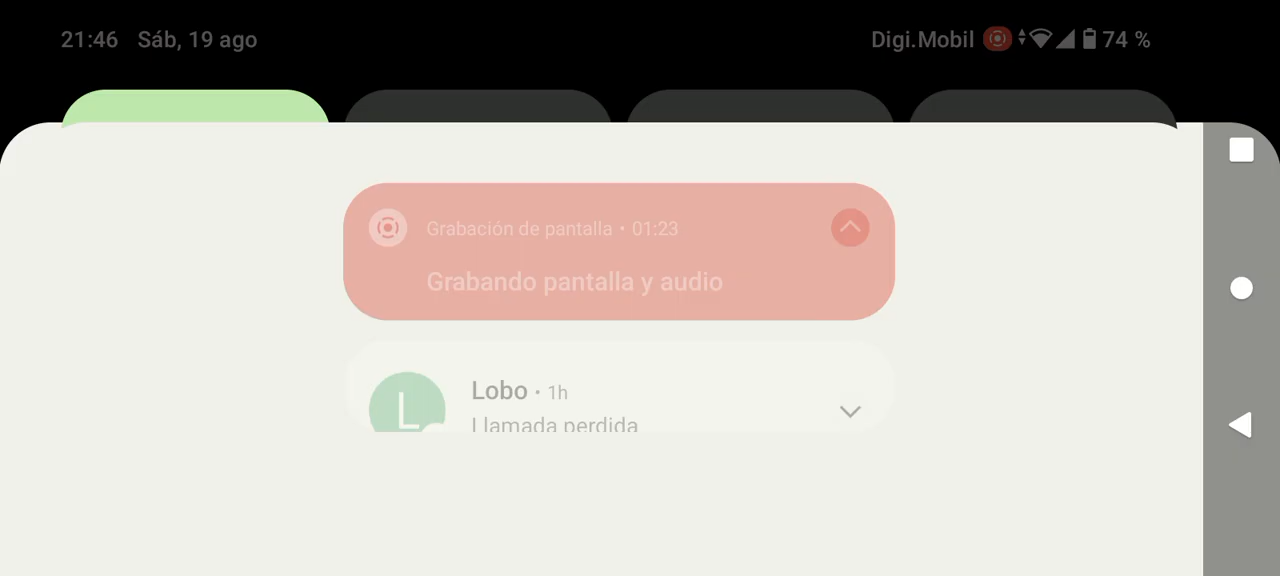 21:46 Sáb, 19 ago
Digi.Mobil 74 %
Grabación de pantalla • 01:23
Grabando pantalla y audio
L
Lobo • 1h
Llamada perdida